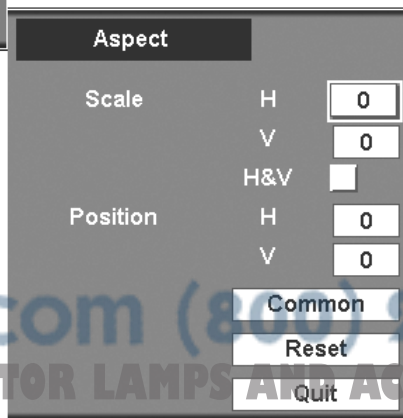 Aspect
Scale H 0
V 0
H&V
Position H 0
V 0
Common
Reset
Quit
com (800)
TOR LAMPS AND AC